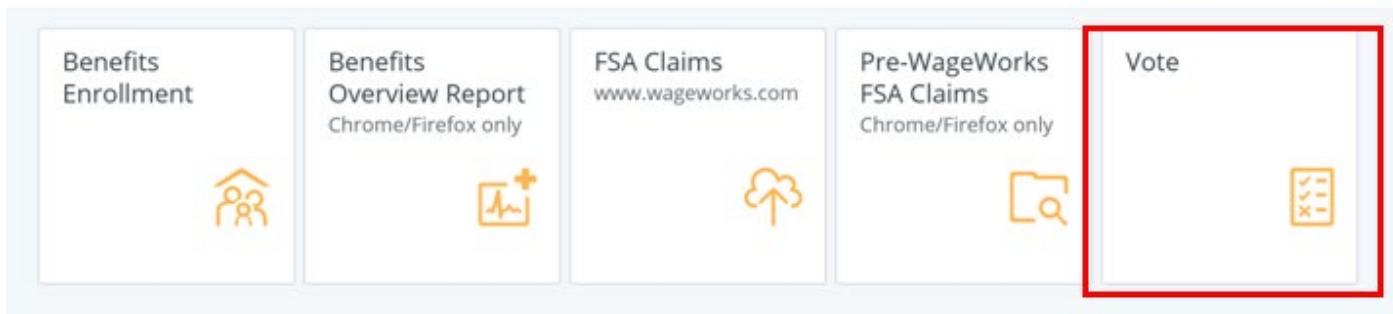 Benefits
Enrollment
Benefits
Overview Report
Chrome/Firefox only
FSA Claims
www.wageworks.com
Pre-WageWorks
FSA Claims
Chrome/Firefox only
Vote